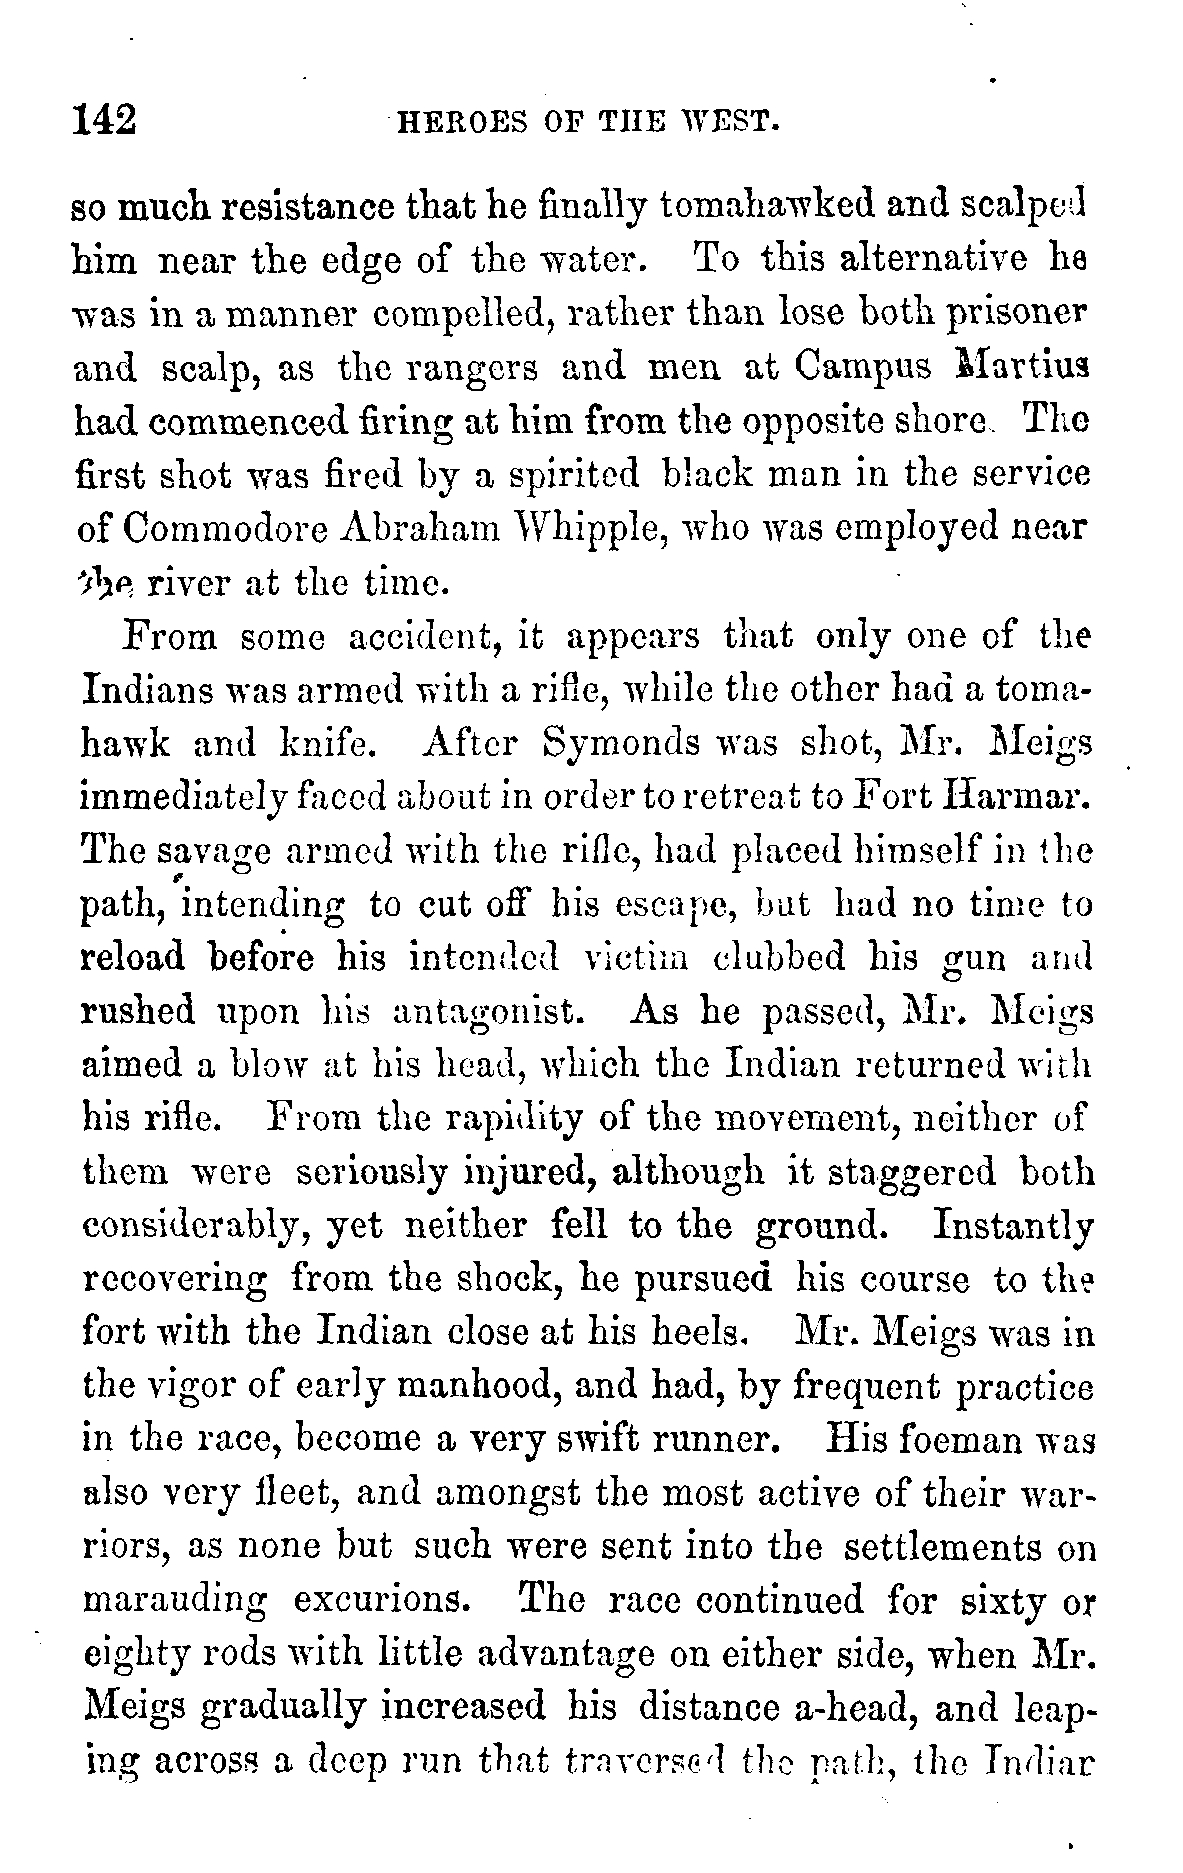 142 HEROES OF THE WEST.
so much resistance that he finally tomahawked and scalped
him near the edge of the water. To this alternative he
was in a manner compelled, rather than lose both prisoner
and scalp, as the rangers and men at Campus Martius
had commenced firing at him from the opposite shore. The
first shot was fired by a spirited black man in the service
of Commodore Abraham Whipple, who was employed near
the river at the time.
From some accident, it appears that only one of the
Indians was armed with a rifle, while the other had a toma-
hawk and knife. After Symonds was shot, Mr. Meigs
immediately faced about in order to retreat to Fort Harmar.
The savage armed with the rifle, had placed himself in the
path, intending to cut off his escape, but had no time to
reload before his intended victim clubbed his gun and
rushed upon his antagonist. As he passed, Mr. Meigs
aimed a blow at his head, which the Indian returned with
his rifle. From the rapidity of the movement, neither of
them were seriously injured, although it staggered both
considerably, yet neither fell to the ground. Instantly
recovering from the shock, he pursued his course to the
fort with the Indian close at his heels. Mr. Meigs was in
the vigor of early manhood, and had, by frequent practice
in the race, become a very swift runner. His foeman was
also very fleet, and amongst the most active of their war-
riors, as none but such were sent into the settlements on
marauding excurions. The race continued for sixty or
eighty rods with little advantage on either side, when Mr.
Meigs gradually increased his distance a-head, and leap-
ing across a deep run that traversed the path, the Indian